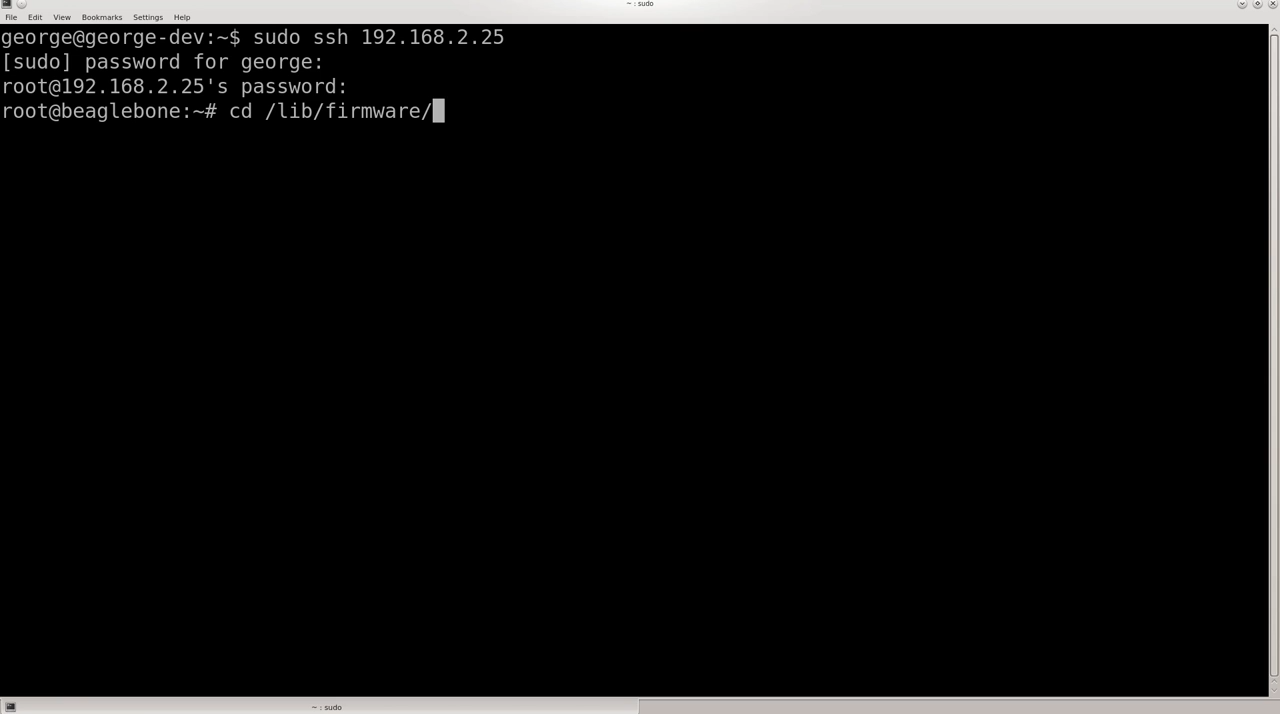 ~ : sudo
File Edit View Bookmarks Settings Help
george@george-dev:~$ sudo ssh 192.168.2.25
[sudo] password for george:
root@192.168.2.25's password:
root@beaglebone:~# cd /lib/firmware/
~ : sudo